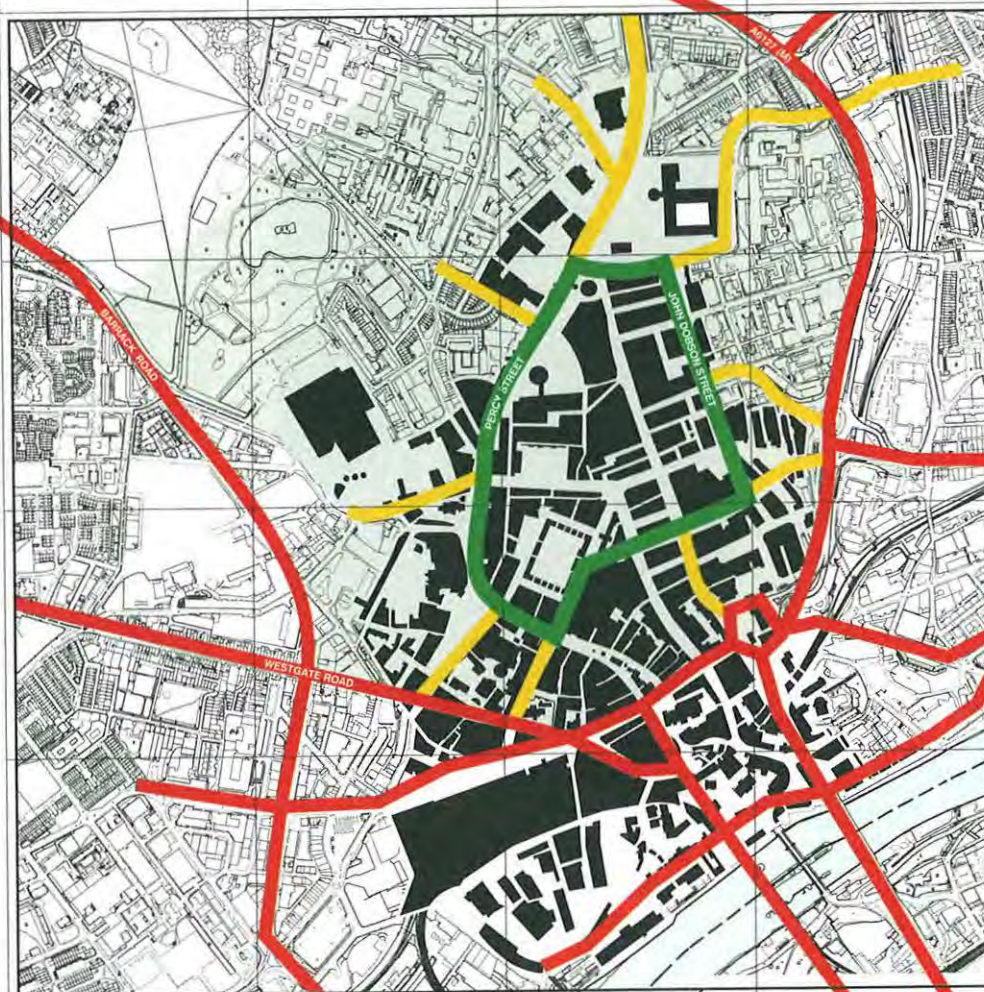 A6127 (M)
BARRACK ROAD
JOHN DOBSON STREET
PERCY STREET
WESTGATE ROAD